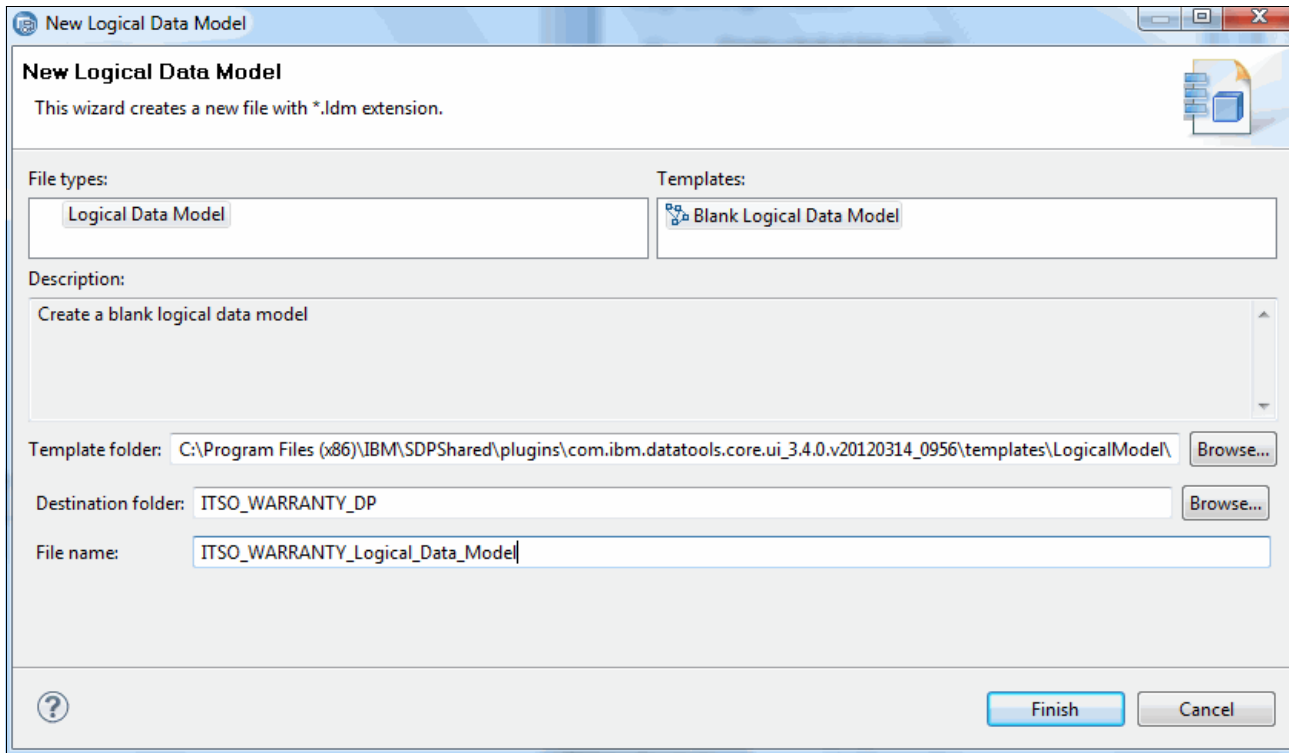 New Logical Data Model
New Logical Data Model
This wizard creates a new file with *.ldm extension.
File types:
Templates:
Logical Data Model
Blank Logical Data Model
Description:
Create a blank logical data model
Template folder: C:\Program Files (x86)\IBM\SDPShared\plugins\com.ibm.datatools.core.ui_3.4.0.v20120314_0956\templates\LogicalModel\ Browse...
Destination folder: ITSO_WARRANTY_DP Browse...
File name: ITSO_WARRANTY_Logical_Data_Model
? Finish Cancel